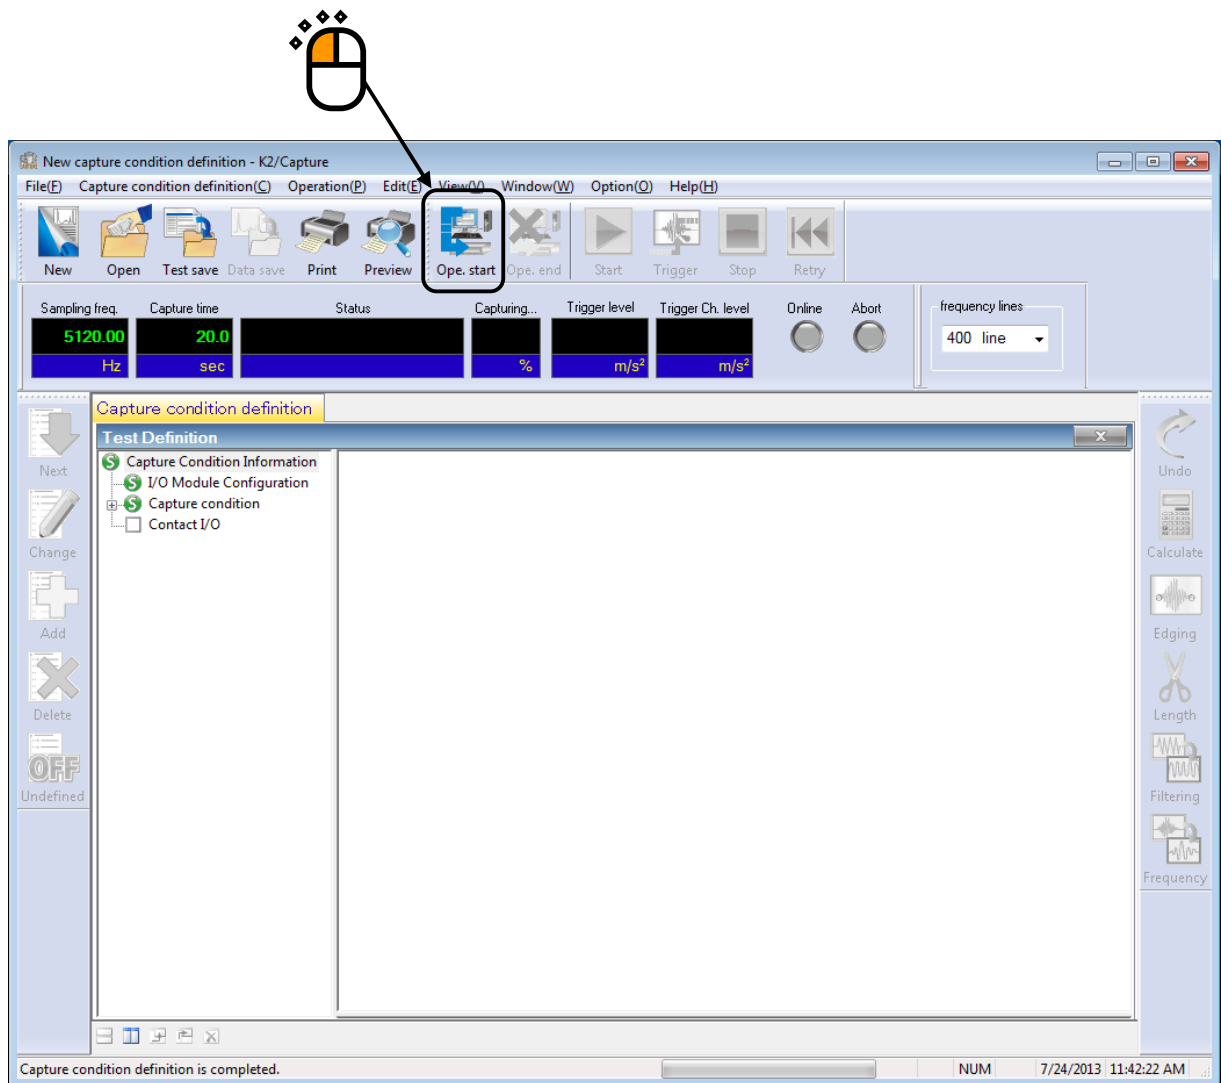 New capture condition definition - K2/Capture
File(F) Capture condition definition(C) Operation(P) Edit(E) View(V) Window(W) Option(O) Help(H)
New Open Test save Data save Print Preview Ope. start Ope. end Start Trigger Stop Retry
Sampling freq. Capture time Status Capturing... Trigger level Trigger Ch. level Online Abort frequency lines
5120.00 20.0 400 line
Hz sec % m/s² m/s²
Capture condition definition
Test Definition
Capture Condition Information
I/O Module Configuration
Capture condition
Contact I/O
Next
Change
Add
Delete
OFF
Undefined
Undo
Calculate
Edging
Length
Filtering
Frequency
Capture condition definition is completed. NUM 7/24/2013 11:42:22 AM